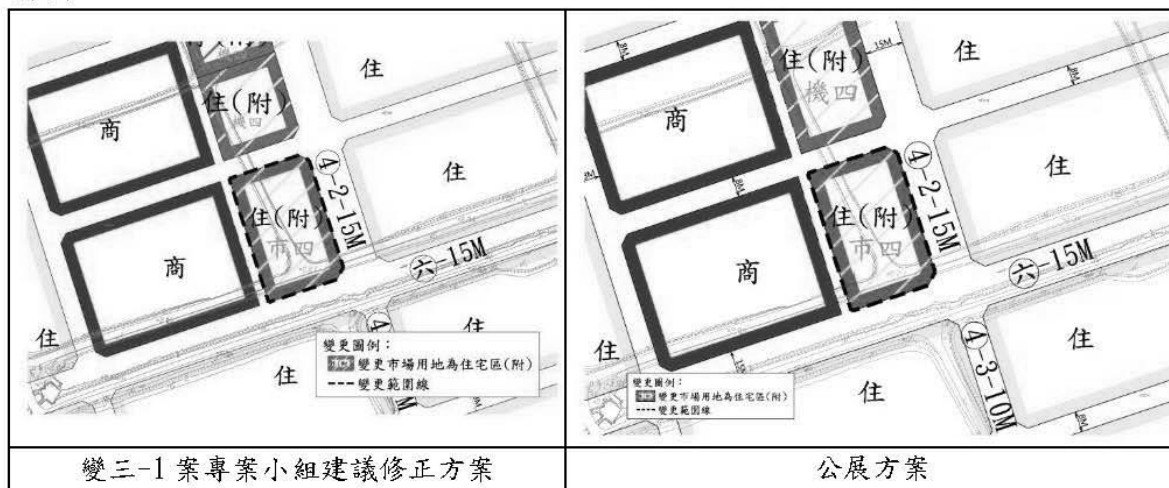 住(附)
機四
住
商
住(附)
市四
④-2-15M
住
商
六-15M
住
住
住
變更圖例：
變更市場用地為住宅區(附)
變更範圍線
變三-1案專案小組建議修正方案
住(附)
機四
15M
住
8M
8M
商
住(附)
市四
④-2-15M
住
8M
商
六-15M
住
住
住
④-3-10M
8M
變更圖例：
變更市場用地為住宅區(附)
變更範圍線
公展方案